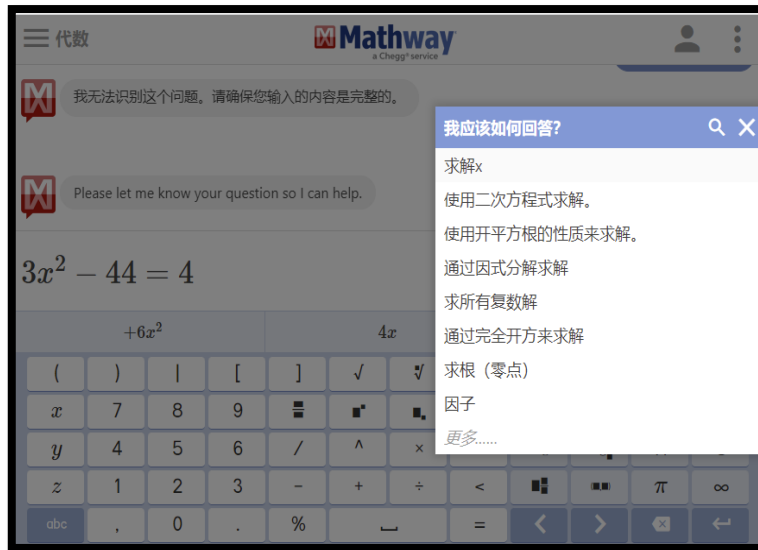 代数
Mathway
a Chegg® service
我无法识别这个问题。请确保您输入的内容是完整的。
Please let me know your question so I can help.
3x² − 44 = 4
+6x² 4x
我应该如何回答?
求解x
使用二次方程式求解。
使用开平方根的性质来求解。
通过因式分解求解
求所有复数解
通过完全开方来求解
求根（零点）
因子
更多......
( ) | [ ] √
x 7 8 9
y 4 5 6 / ^ ×
z 1 2 3 − + ÷ < π ∞
abc , 0 . % =